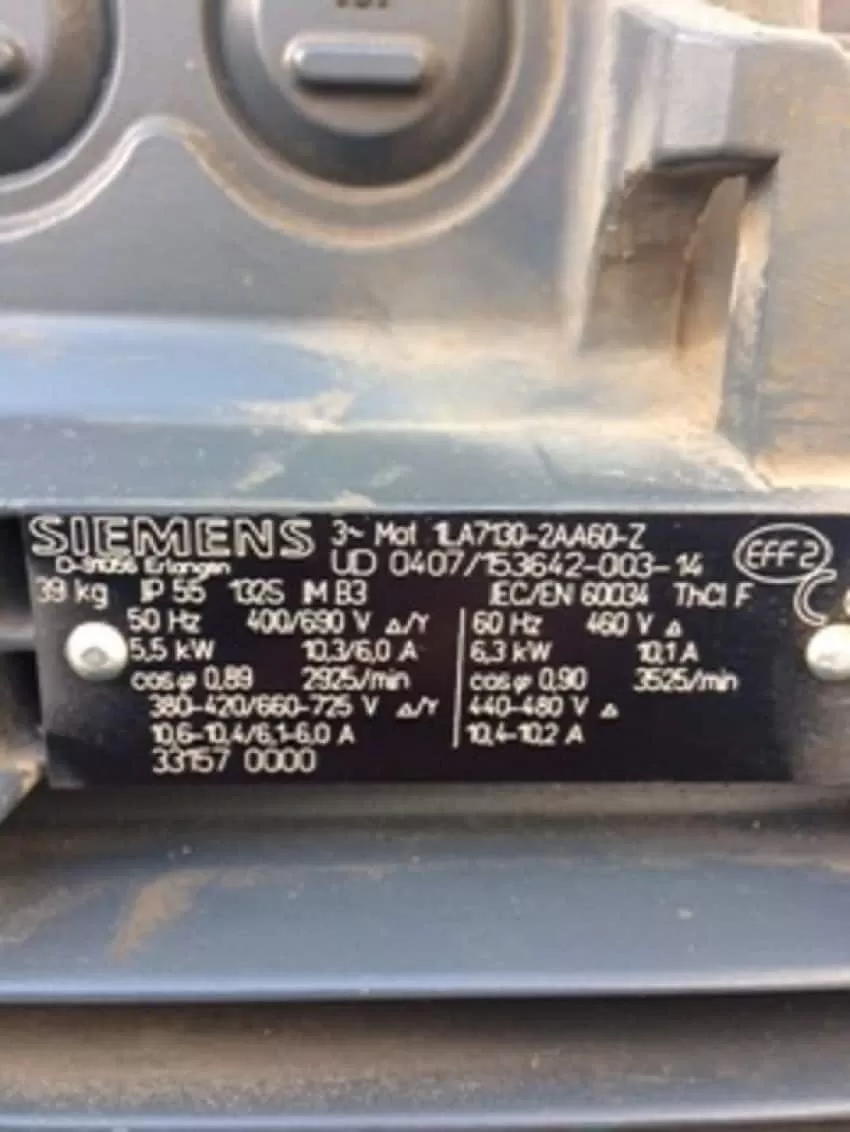 SIEMENS 3~ Mot 1LA7130-2AA60-Z
D-91056 Erlangen UD 0407/153642-003-14 EFF2
39 kg IP 55 132S IM B3 IEC/EN 60034 ThCl F
50 Hz 400/690 V Δ/Y 60 Hz 460 V Δ
5,5 kW 10,3/6,0 A 6,3 kW 10,1 A
cosφ 0,89 2925/min cosφ 0,90 3525/min
380-420/660-725 V Δ/Y 440-480 V Δ
10,6-10,4/6,1-6,0 A 10,4-10,2 A
33157 0000